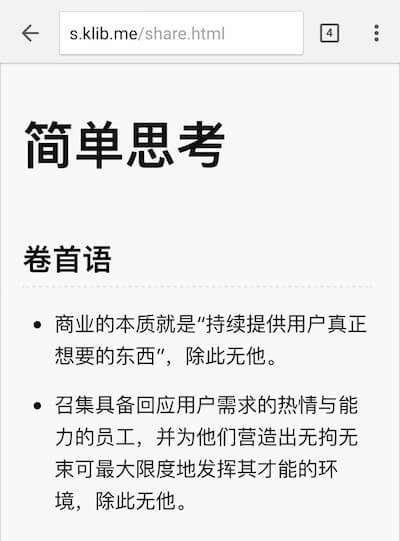 s.klib.me/share.html
4
简单思考
卷首语
商业的本质就是“持续提供用户真正
想要的东西”，除此无他。
召集具备回应用户需求的热情与能
力的员工，并为他们营造出无拘无
束可最大限度地发挥其才能的环
境，除此无他。